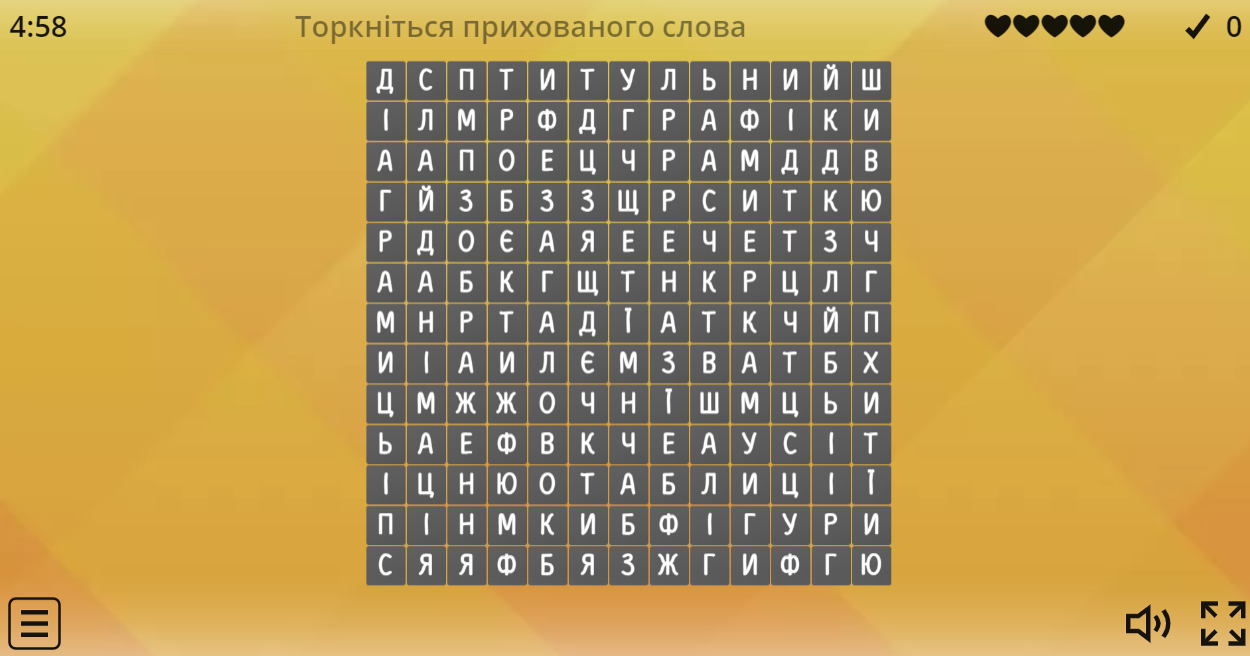 4:58 Торкніться прихованого слова 0
Д С П Т И Т У Л Ь Н И Й Ш
І Л М Р Ф Д Г Р А Ф І К И
А А П О Е Ц Ч Р А М Д Д В
Г Й З Б З З Щ Р С И Т К Ю
Р Д О Є А Я Е Е Ч Е Т З Ч
А А Б К Г Щ Т Н К Р Ц Л Г
М Н Р Т А Д Ї А Т К Ч Й П
И І А И Л Є М З В А Т Б Х
Ц М Ж Ж О Ч Н Ї Ш М Ц Ь И
Ь А Е Ф В К Ч Е А У С І Т
І Ц Н Ю О Т А Б Л И Ц І Ї
П І Н М К И Б Ф І Г У Р И
С Я Я Ф Б Я З Ж Г И Ф Г Ю